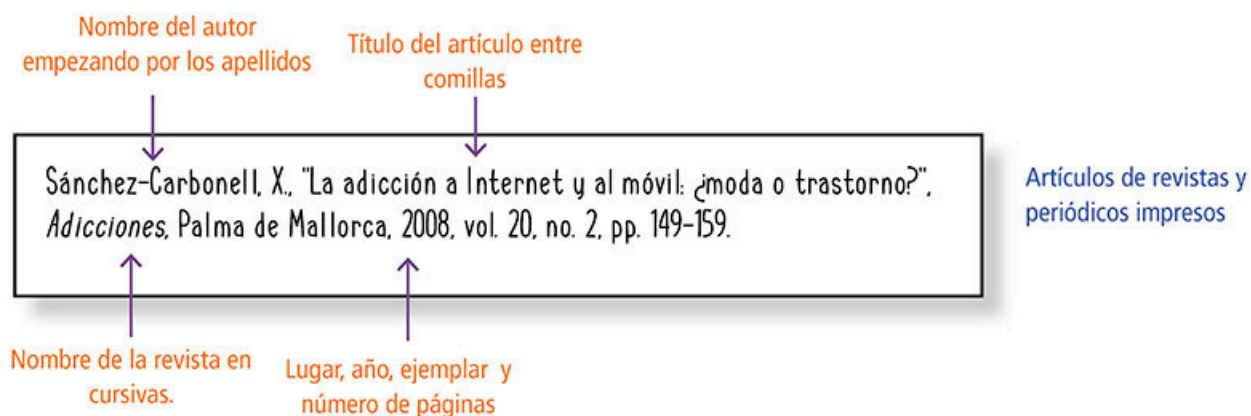 Nombre del autor
empezando por los apellidos
Título del artículo entre
comillas
Sánchez-Carbonell, X., "La adicción a Internet y al móvil: ¿moda o trastorno?",
Adicciones, Palma de Mallorca, 2008, vol. 20, no. 2, pp. 149-159.
Artículos de revistas y
periódicos impresos
Nombre de la revista en
cursivas.
Lugar, año, ejemplar y
número de páginas